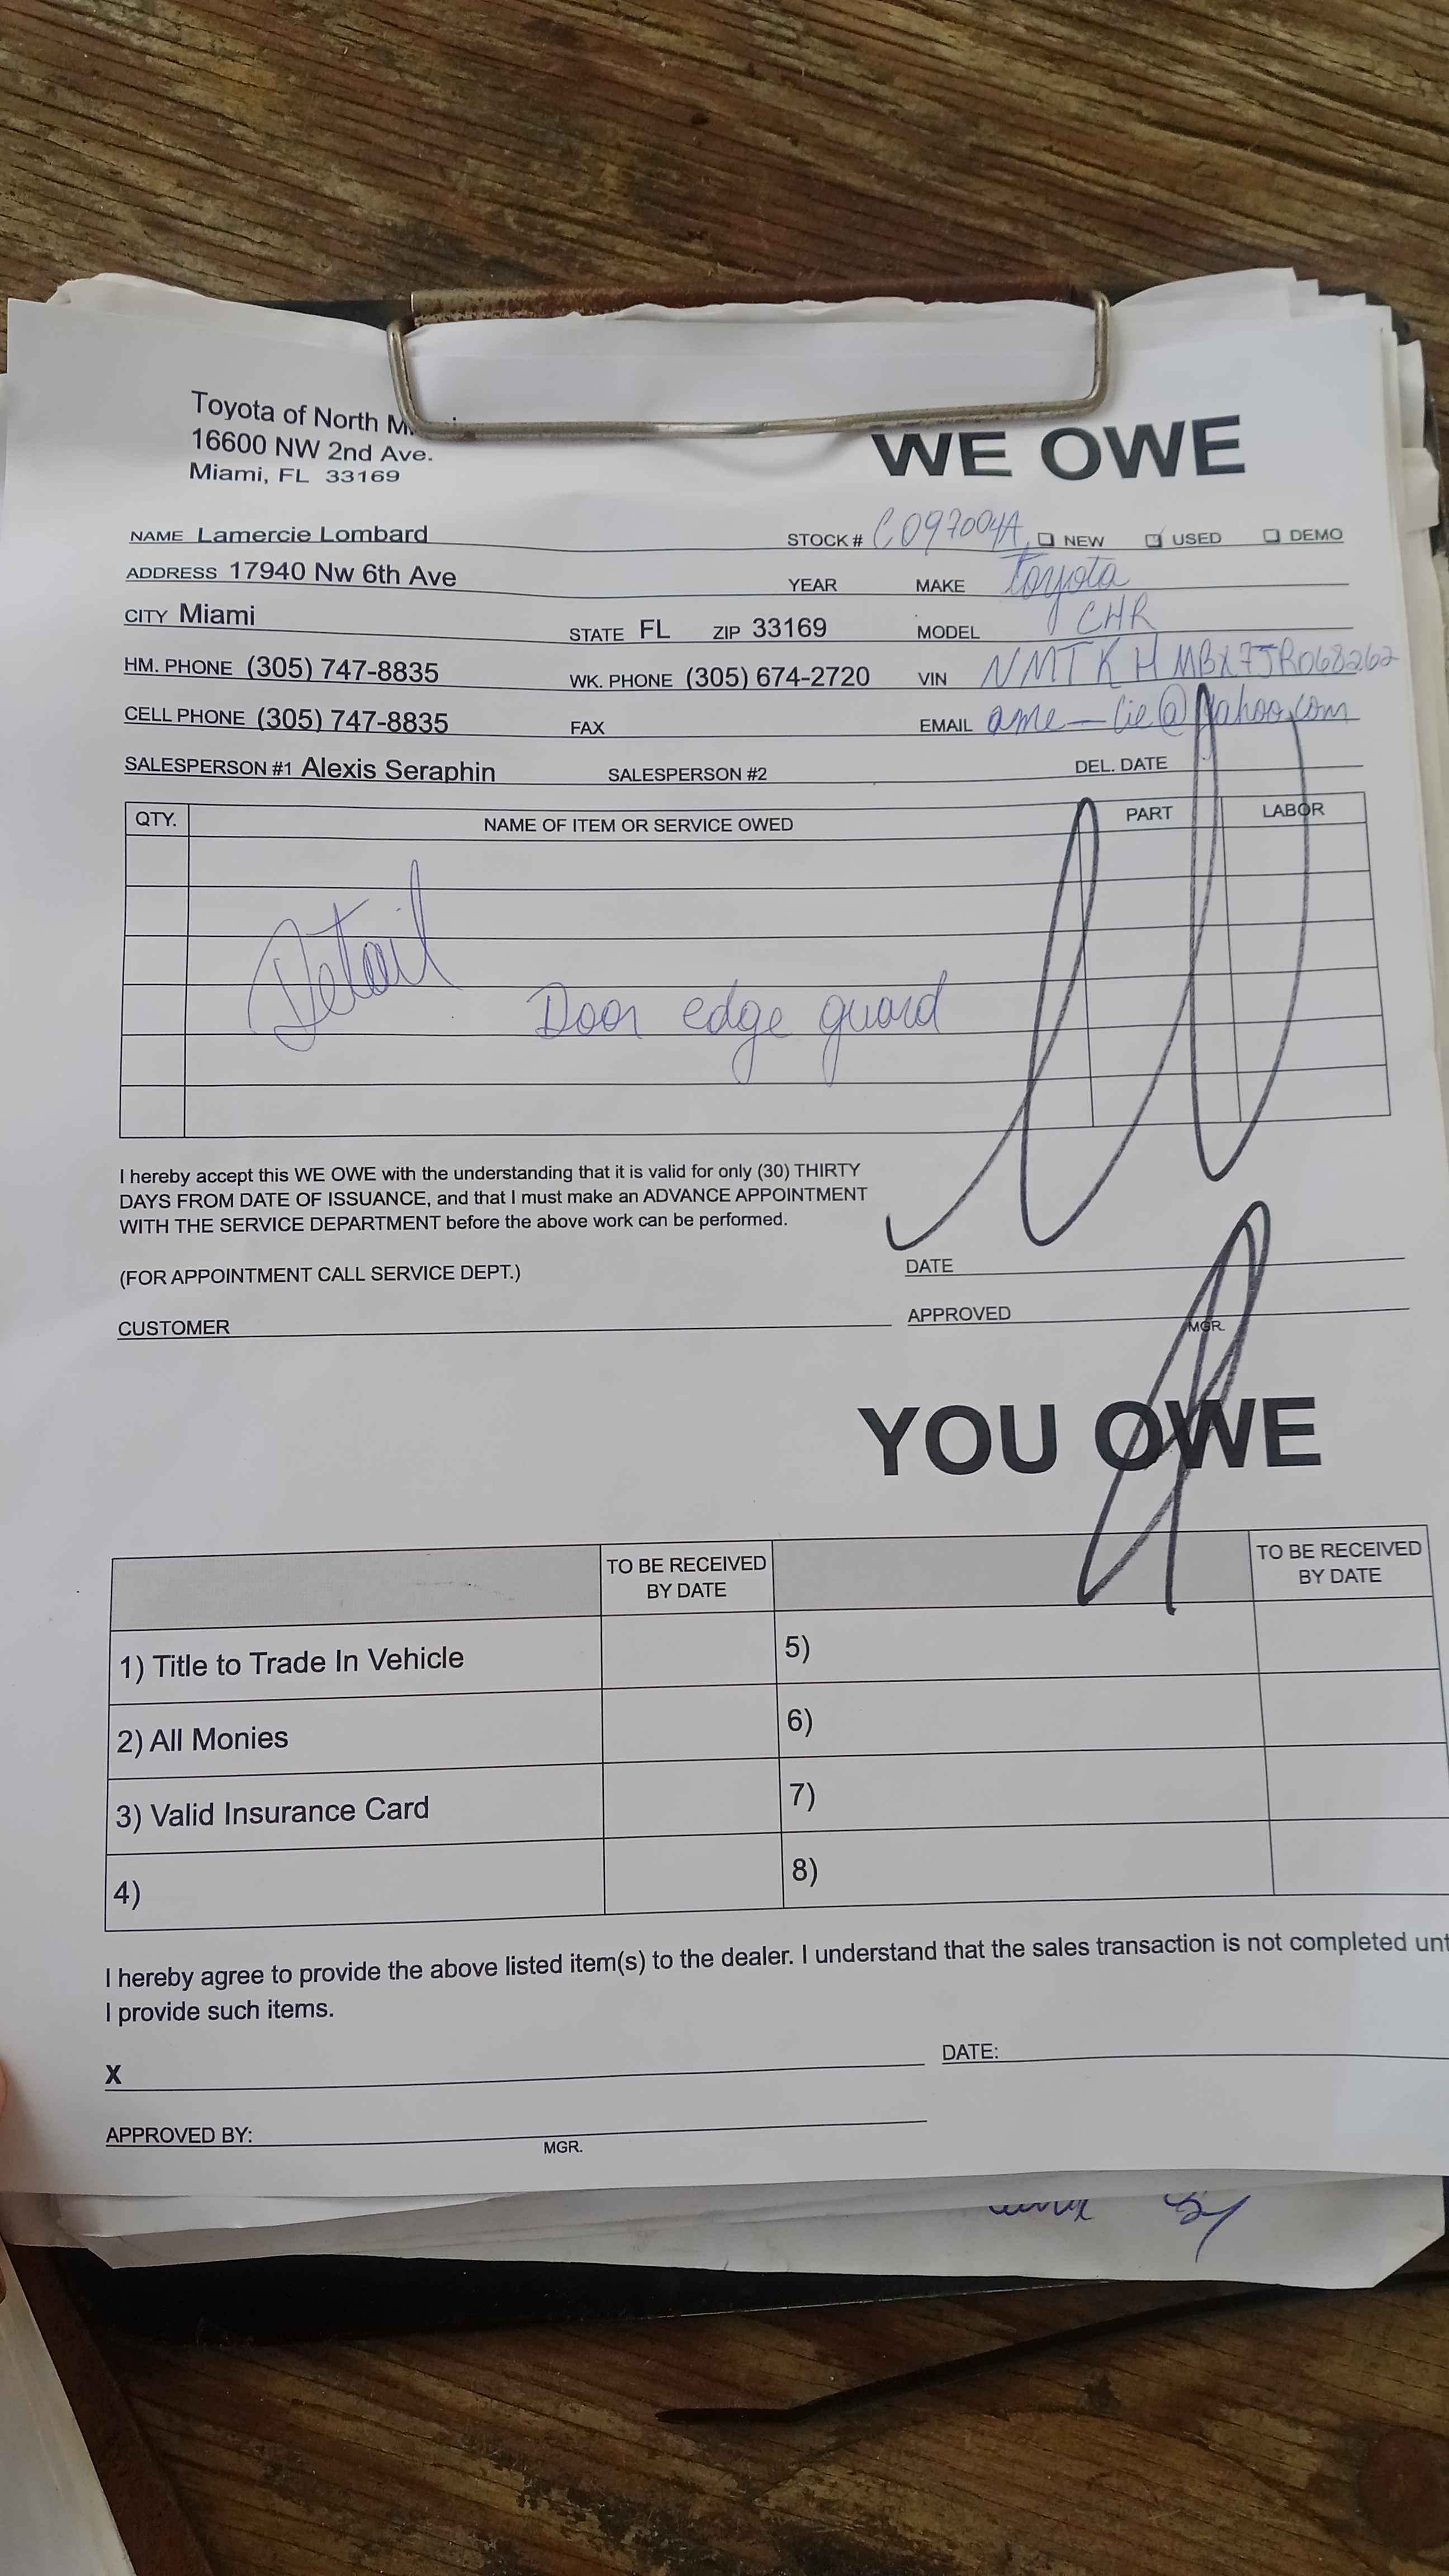 Toyota of North
16600 NW 2nd Ave.
Miami, FL 33169
WE OWE
NAME Lamercie Lombard
STOCK # C097004A NEW USED DEMO
ADDRESS 17940 Nw 6th Ave
YEAR MAKE Toyota
CITY Miami STATE FL ZIP 33169
MODEL CHR
HM. PHONE (305) 747-8835 WK. PHONE (305) 674-2720 VIN NMTKHMBX7JR068262
CELL PHONE (305) 747-8835 FAX EMAIL ame-cie@yahoo.com
SALESPERSON #1 Alexis Seraphin SALESPERSON #2 DEL. DATE
QTY. NAME OF ITEM OR SERVICE OWED PART LABOR
Detail
Door edge guard
I hereby accept this WE OWE with the understanding that it is valid for only (30) THIRTY
DAYS FROM DATE OF ISSUANCE, and that I must make an ADVANCE APPOINTMENT
WITH THE SERVICE DEPARTMENT before the above work can be performed.
(FOR APPOINTMENT CALL SERVICE DEPT.)
DATE
CUSTOMER
APPROVED
MGR.
YOU OWE
TO BE RECEIVED
BY DATE
TO BE RECEIVED
BY DATE
1) Title to Trade In Vehicle 5)
2) All Monies 6)
3) Valid Insurance Card 7)
4) 8)
I hereby agree to provide the above listed item(s) to the dealer. I understand that the sales transaction is not completed unt
I provide such items.
X DATE:
APPROVED BY:
MGR.